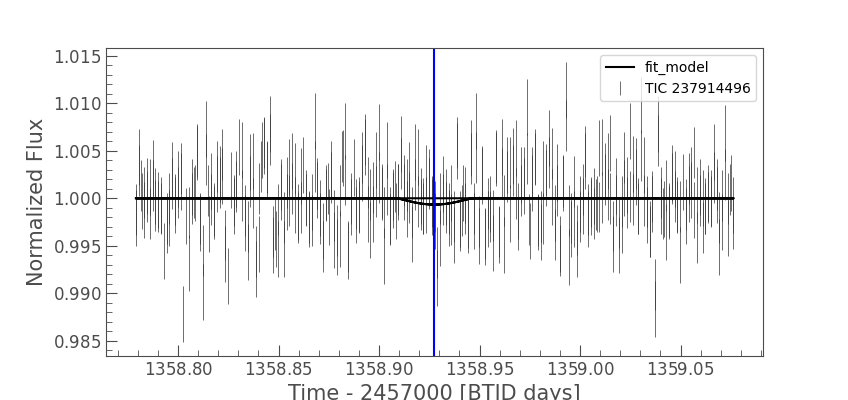 1.015
1.010
1.005
1.000
0.995
0.990
0.985
Normalized Flux
fit_model
TIC 237914496
1358.80 1358.85 1358.90 1358.95 1359.00 1359.05
Time - 2457000 [BTJD days]